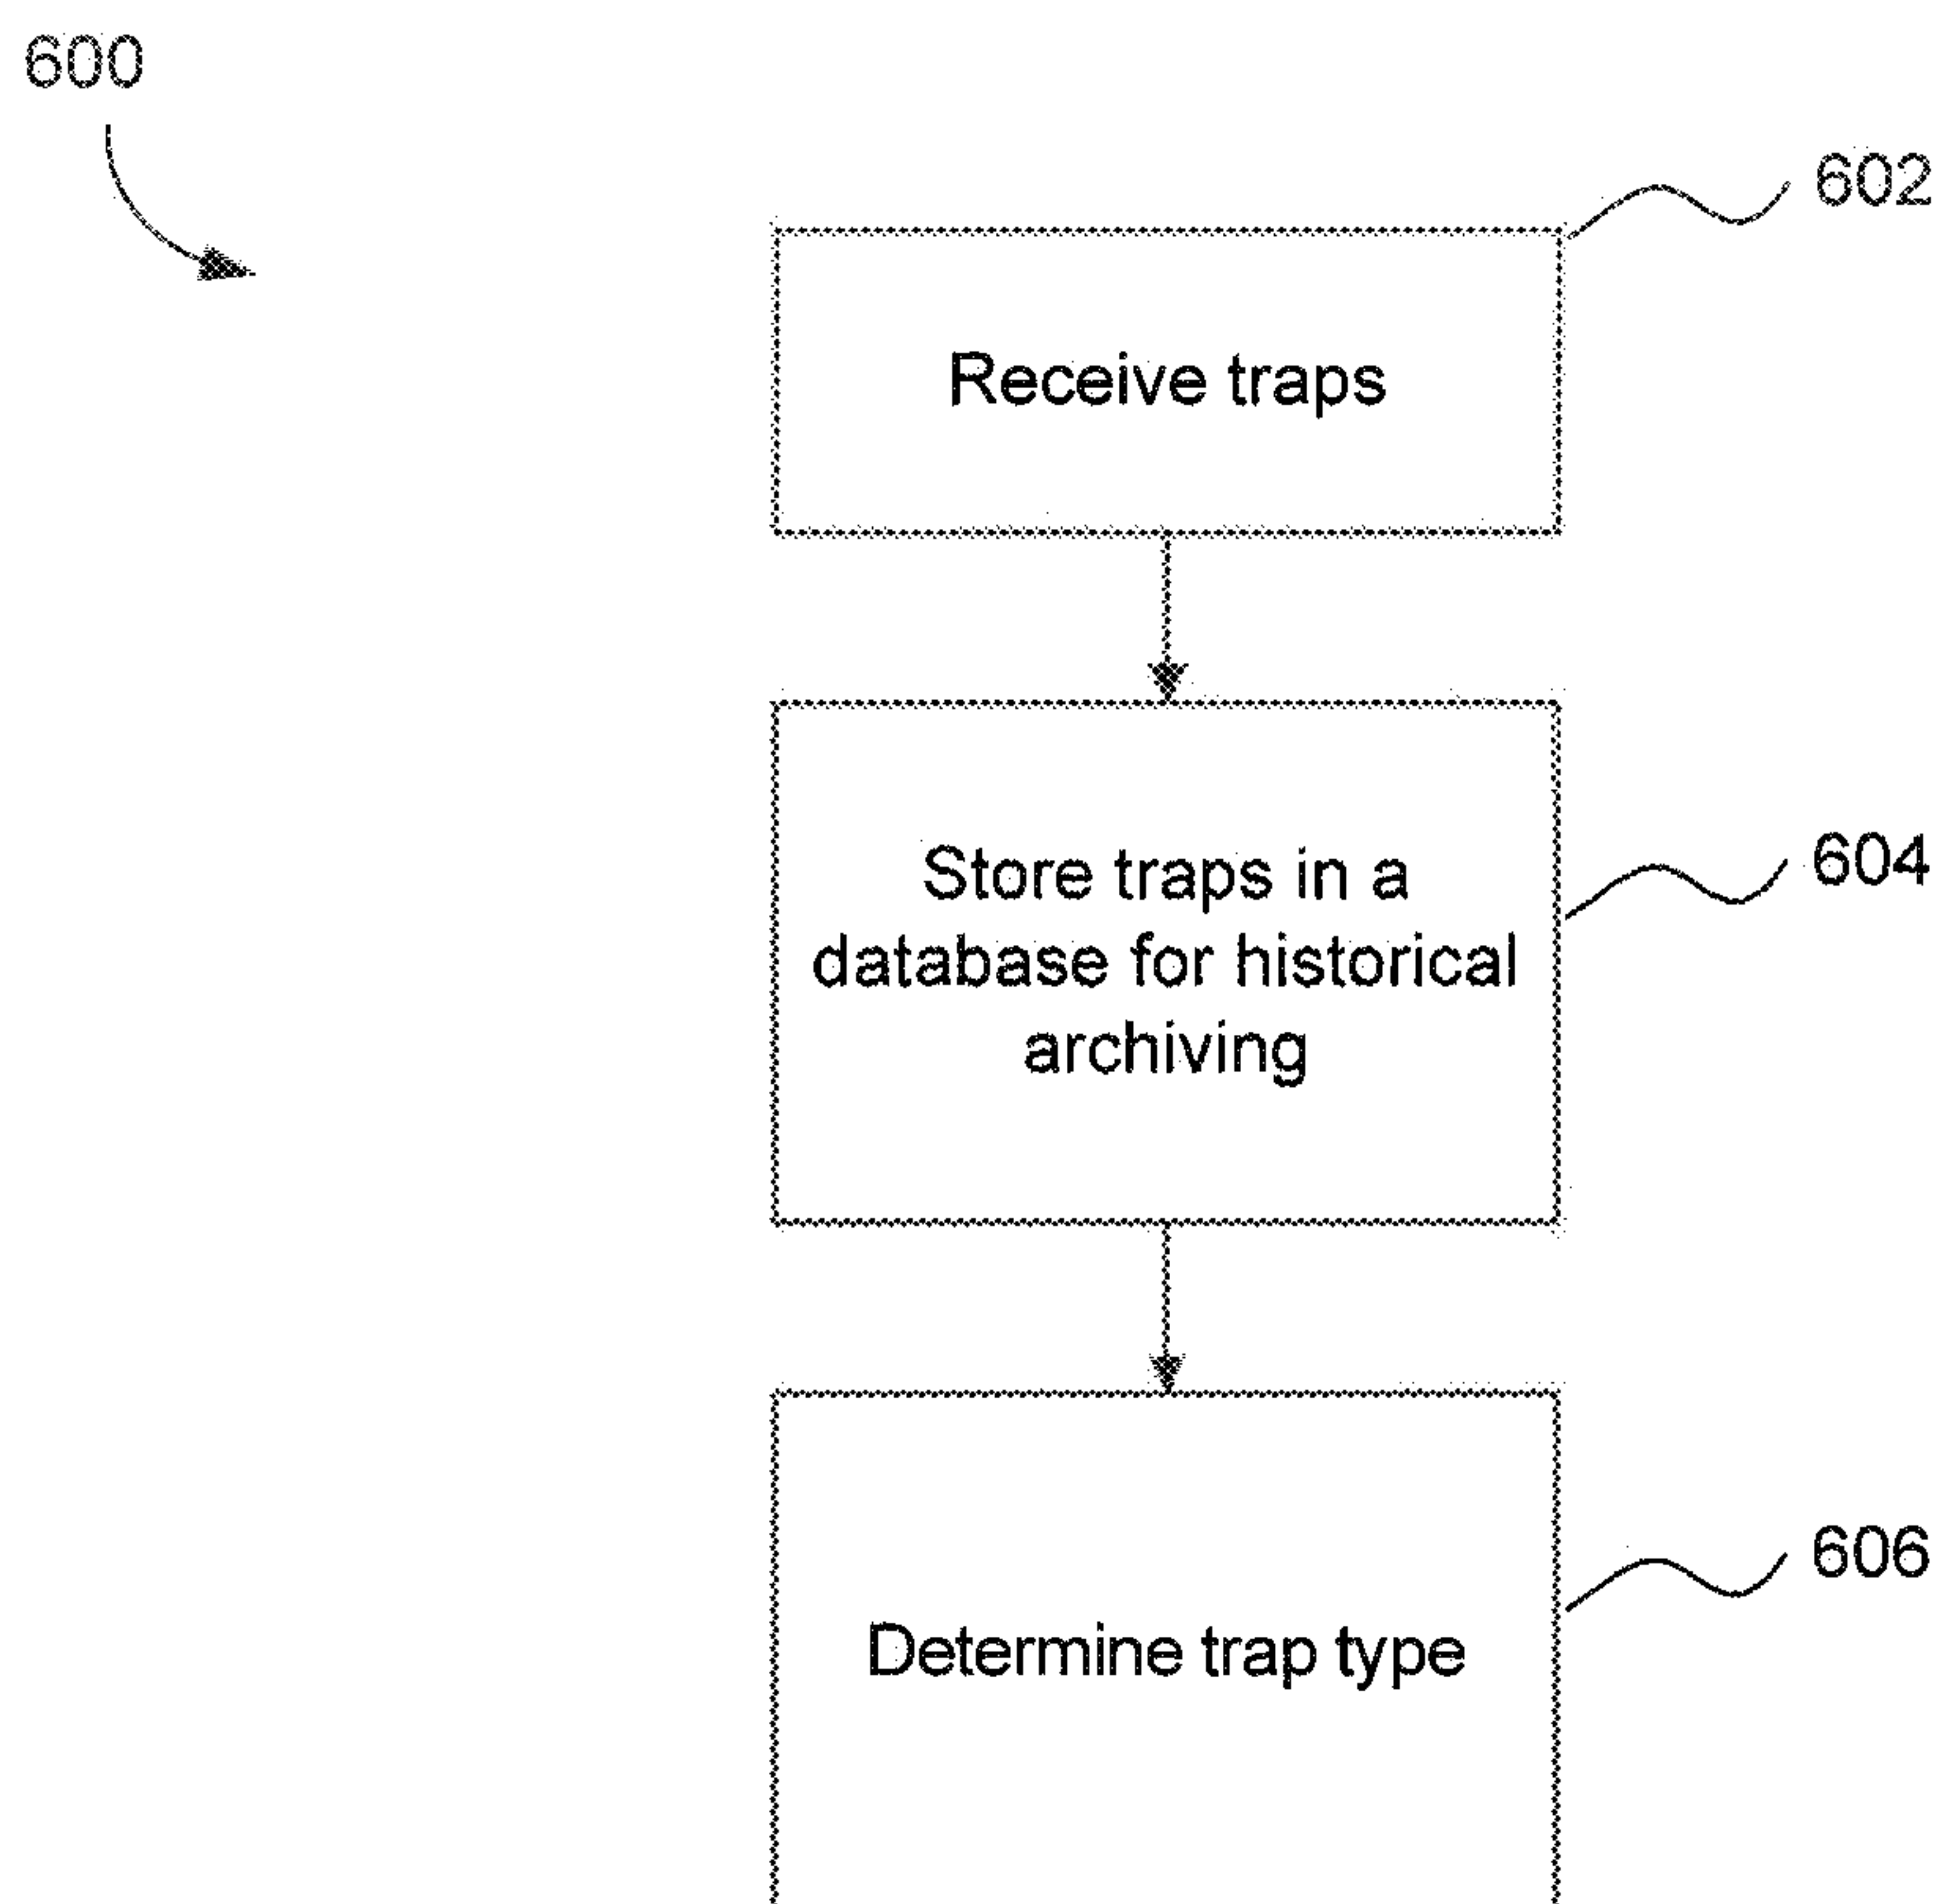 600
602
Receive traps
Store traps in a
604
database for historical
archiving
606
Determine trap type